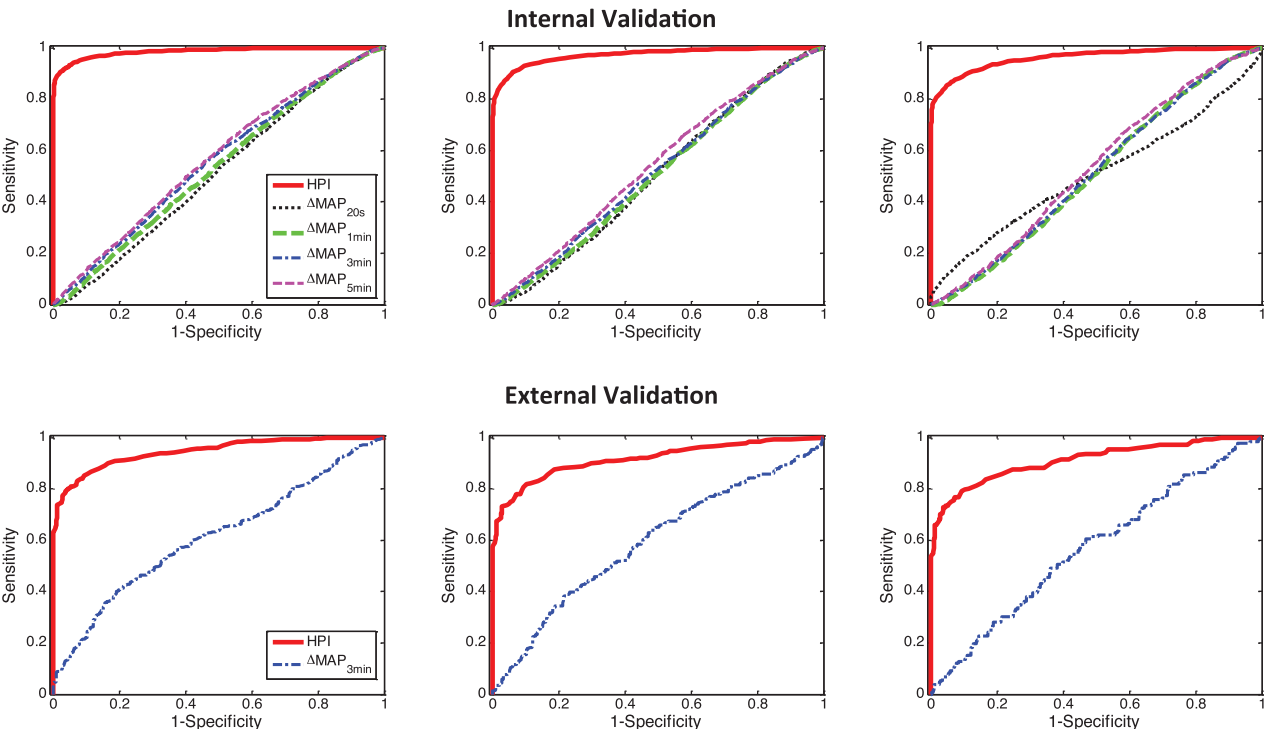 Internal Validation
1
0.8
0.6
0.4
0.2
0
Sensitivity
0 0.2 0.4 0.6 0.8 1
1-Specificity
HPI
ΔMAP20s
ΔMAP1min
ΔMAP3min
ΔMAP5min
1
0.8
0.6
0.4
0.2
0
Sensitivity
0 0.2 0.4 0.6 0.8 1
1-Specificity
1
0.8
0.6
0.4
0.2
0
Sensitivity
0 0.2 0.4 0.6 0.8 1
1-Specificity
External Validation
1
0.8
0.6
0.4
0.2
0
Sensitivity
0 0.2 0.4 0.6 0.8 1
1-Specificity
HPI
ΔMAP3min
1
0.8
0.6
0.4
0.2
0
Sensitivity
0 0.2 0.4 0.6 0.8 1
1-Specificity
1
0.8
0.6
0.4
0.2
0
Sensitivity
0 0.2 0.4 0.6 0.8 1
1-Specificity